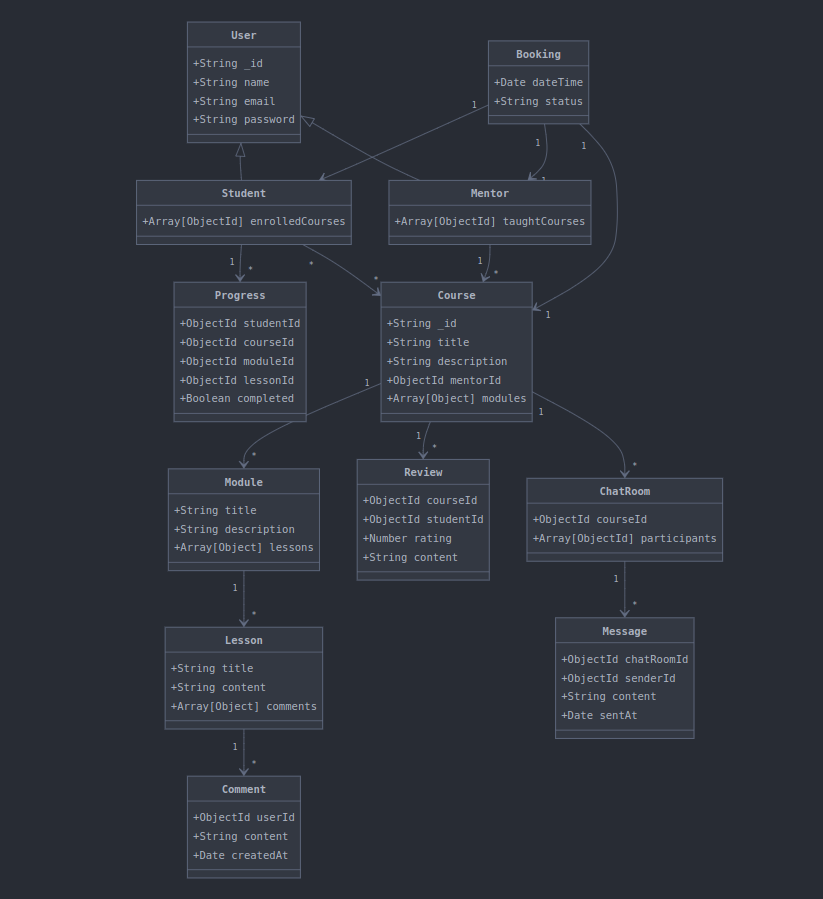 User
+String _id
+String name
+String email
+String password
Booking
+Date dateTime
+String status
1
1
1
1
Student
+Array[ObjectId] enrolledCourses
Mentor
+Array[ObjectId] taughtCourses
1
*
*
*
1
*
1
Progress
+ObjectId studentId
+ObjectId courseId
+ObjectId moduleId
+ObjectId lessonId
+Boolean completed
Course
+String _id
+String title
+String description
+ObjectId mentorId
+Array[Object] modules
1
*
1
*
1
*
Module
+String title
+String description
+Array[Object] lessons
Review
+ObjectId courseId
+ObjectId studentId
+Number rating
+String content
ChatRoom
+ObjectId courseId
+Array[ObjectId] participants
1
*
1
*
Lesson
+String title
+String content
+Array[Object] comments
Message
+ObjectId chatRoomId
+ObjectId senderId
+String content
+Date sentAt
1
*
Comment
+ObjectId userId
+String content
+Date createdAt